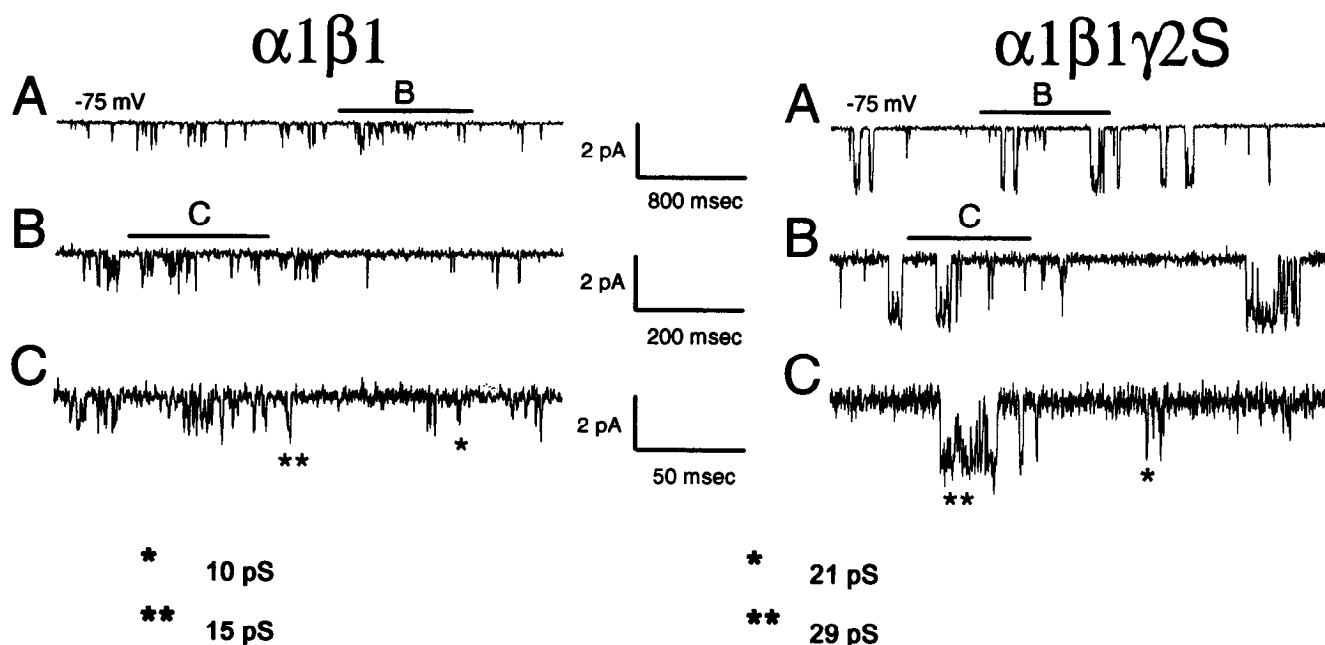 α1β1
A
-75 mV
B
2 pA
800 msec
B
C
2 pA
200 msec
C
**
*
2 pA
50 msec
* 10 pS
** 15 pS
α1β1γ2S
A
-75 mV
B
B
C
C
**
*
* 21 pS
** 29 pS